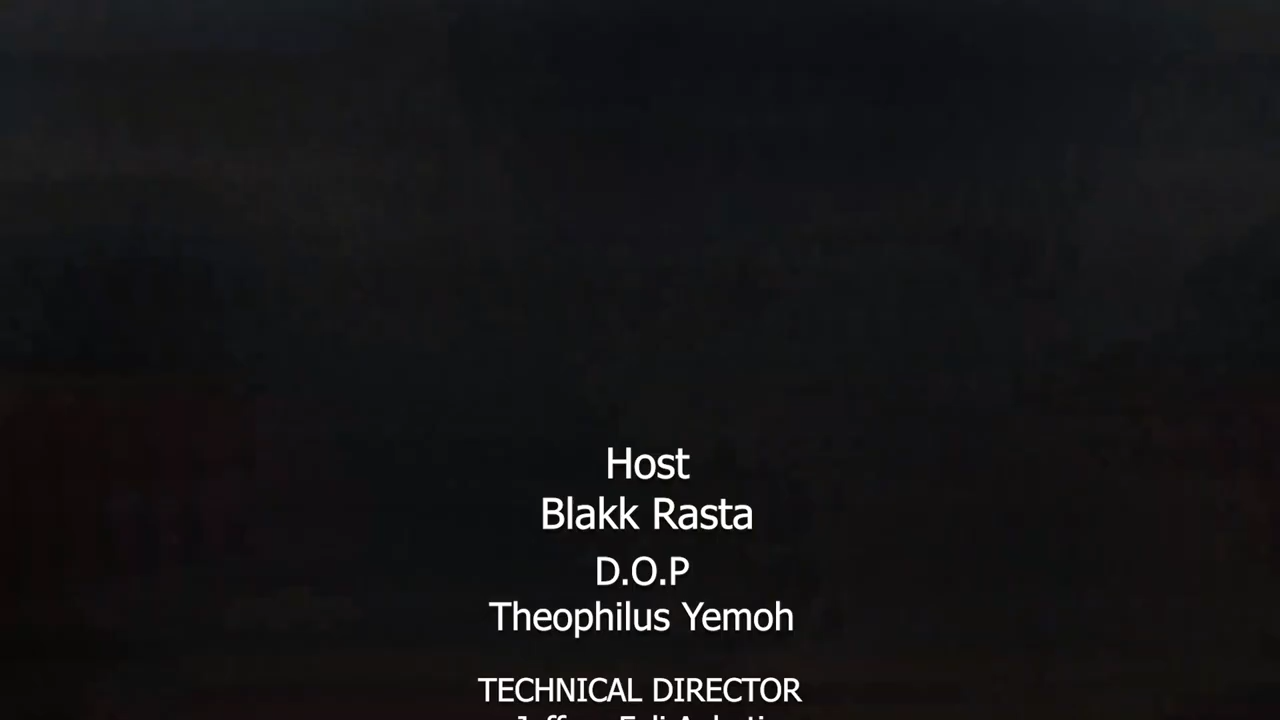 Host
Blakk Rasta
D.O.P
Theophilus Yemoh
TECHNICAL DIRECTOR